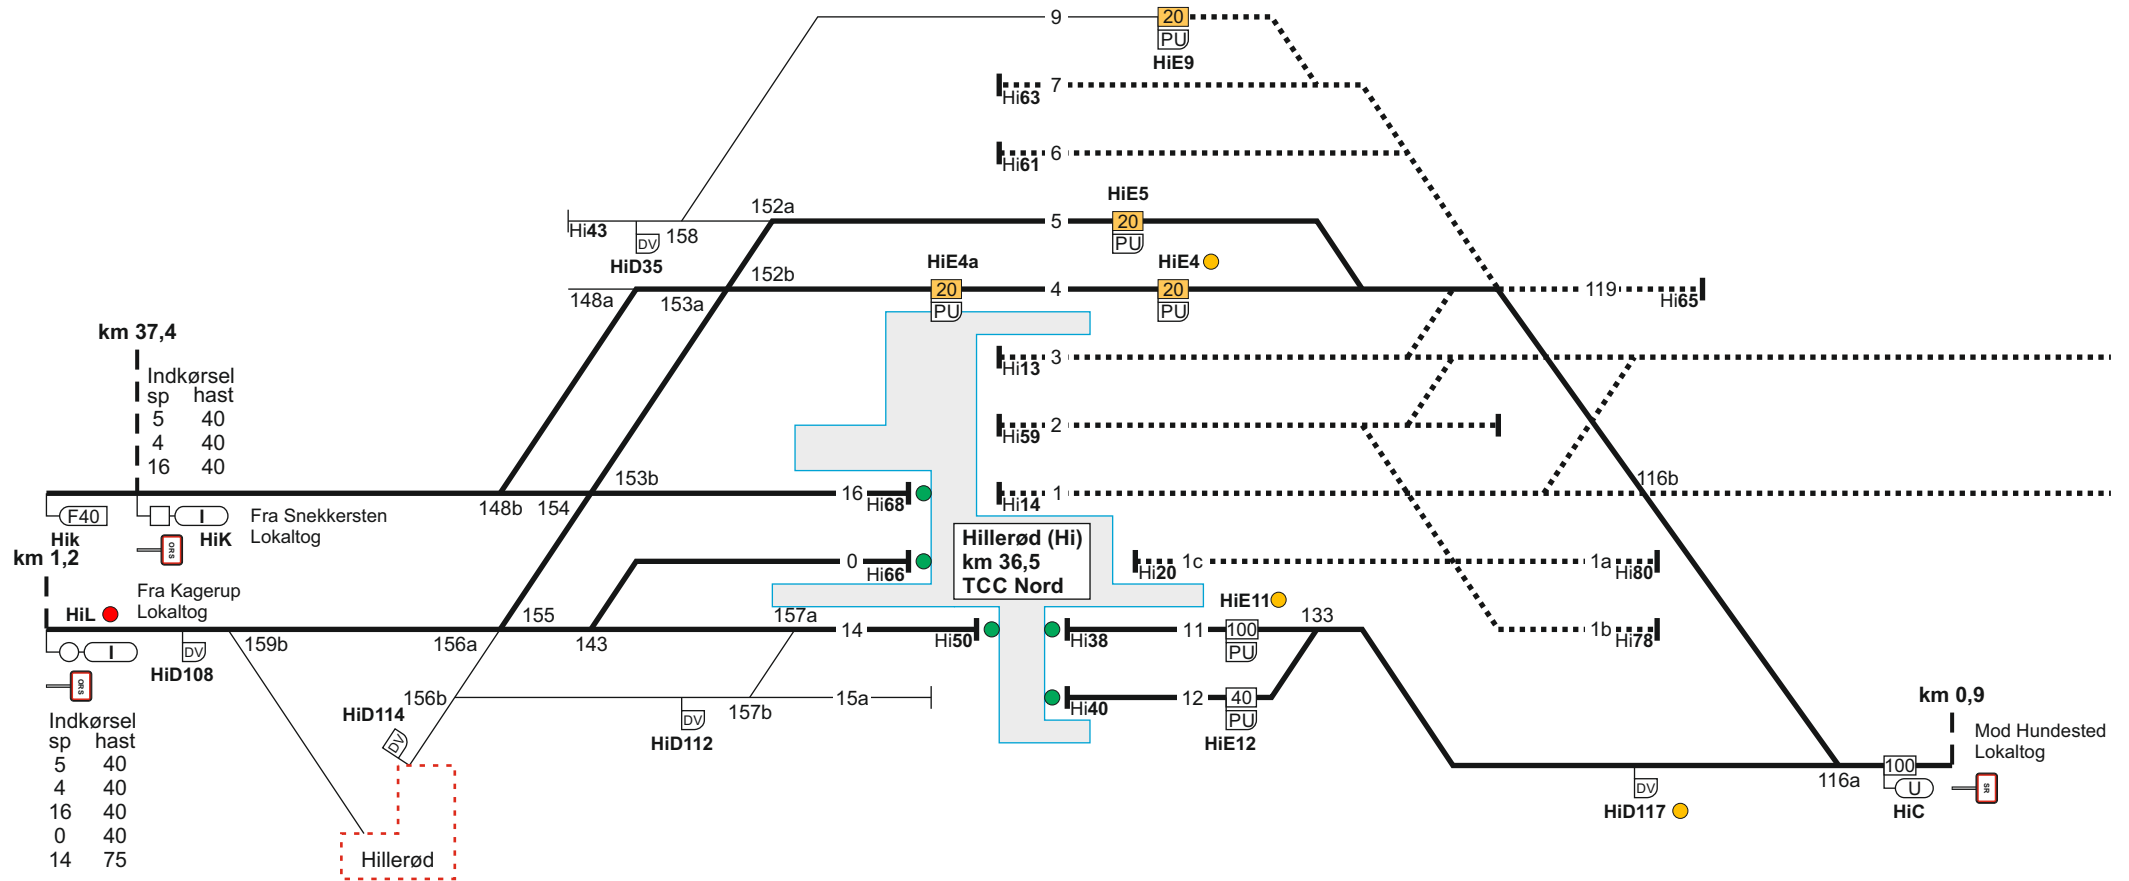 9
20
PU
HiE9
7
Hi63
6
Hi61
HiE5
152a
5
20
PU
Hi43
DV
158
HiD35
HiE4a
HiE4
152b
20
PU
4
20
PU
148a
153a
119
Hi65
km 37,4
Indkørsel
sp hast
5 40
4 40
16 40
3
Hi13
2
Hi59
153b
16
Hi68
1
Hi14
116b
148b 154
F40
Hik
I
HiK
ORS
Fra Snekkersten
Lokaltog
km 1,2
Hillerød (Hi)
km 36,5
TCC Nord
0
Hi66
1c
Hi20
1a
Hi80
Fra Kagerup
Lokaltog
HiL
I
ORS
DV
HiD108
159b
156a
155
143
157a
14
Hi50
HiE11
Hi38
11
100
PU
133
1b
Hi78
156b
HiD114
DV
DV
HiD112
157b
15a
Hi40
12
40
PU
HiE12
km 0,9
Mod Hundested
Lokaltog
Indkørsel
sp hast
5 40
4 40
16 40
0 40
14 75
DV
HiD117
116a
100
U
HiC
SR
Hillerød